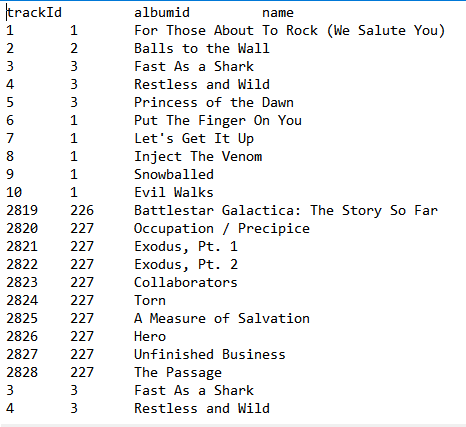 trackId albumid name
1 1 For Those About To Rock (We Salute You)
2 2 Balls to the Wall
3 3 Fast As a Shark
4 3 Restless and Wild
5 3 Princess of the Dawn
6 1 Put The Finger On You
7 1 Let's Get It Up
8 1 Inject The Venom
9 1 Snowballed
10 1 Evil Walks
2819 226 Battlestar Galactica: The Story So Far
2820 227 Occupation / Precipice
2821 227 Exodus, Pt. 1
2822 227 Exodus, Pt. 2
2823 227 Collaborators
2824 227 Torn
2825 227 A Measure of Salvation
2826 227 Hero
2827 227 Unfinished Business
2828 227 The Passage
3 3 Fast As a Shark
4 3 Restless and Wild